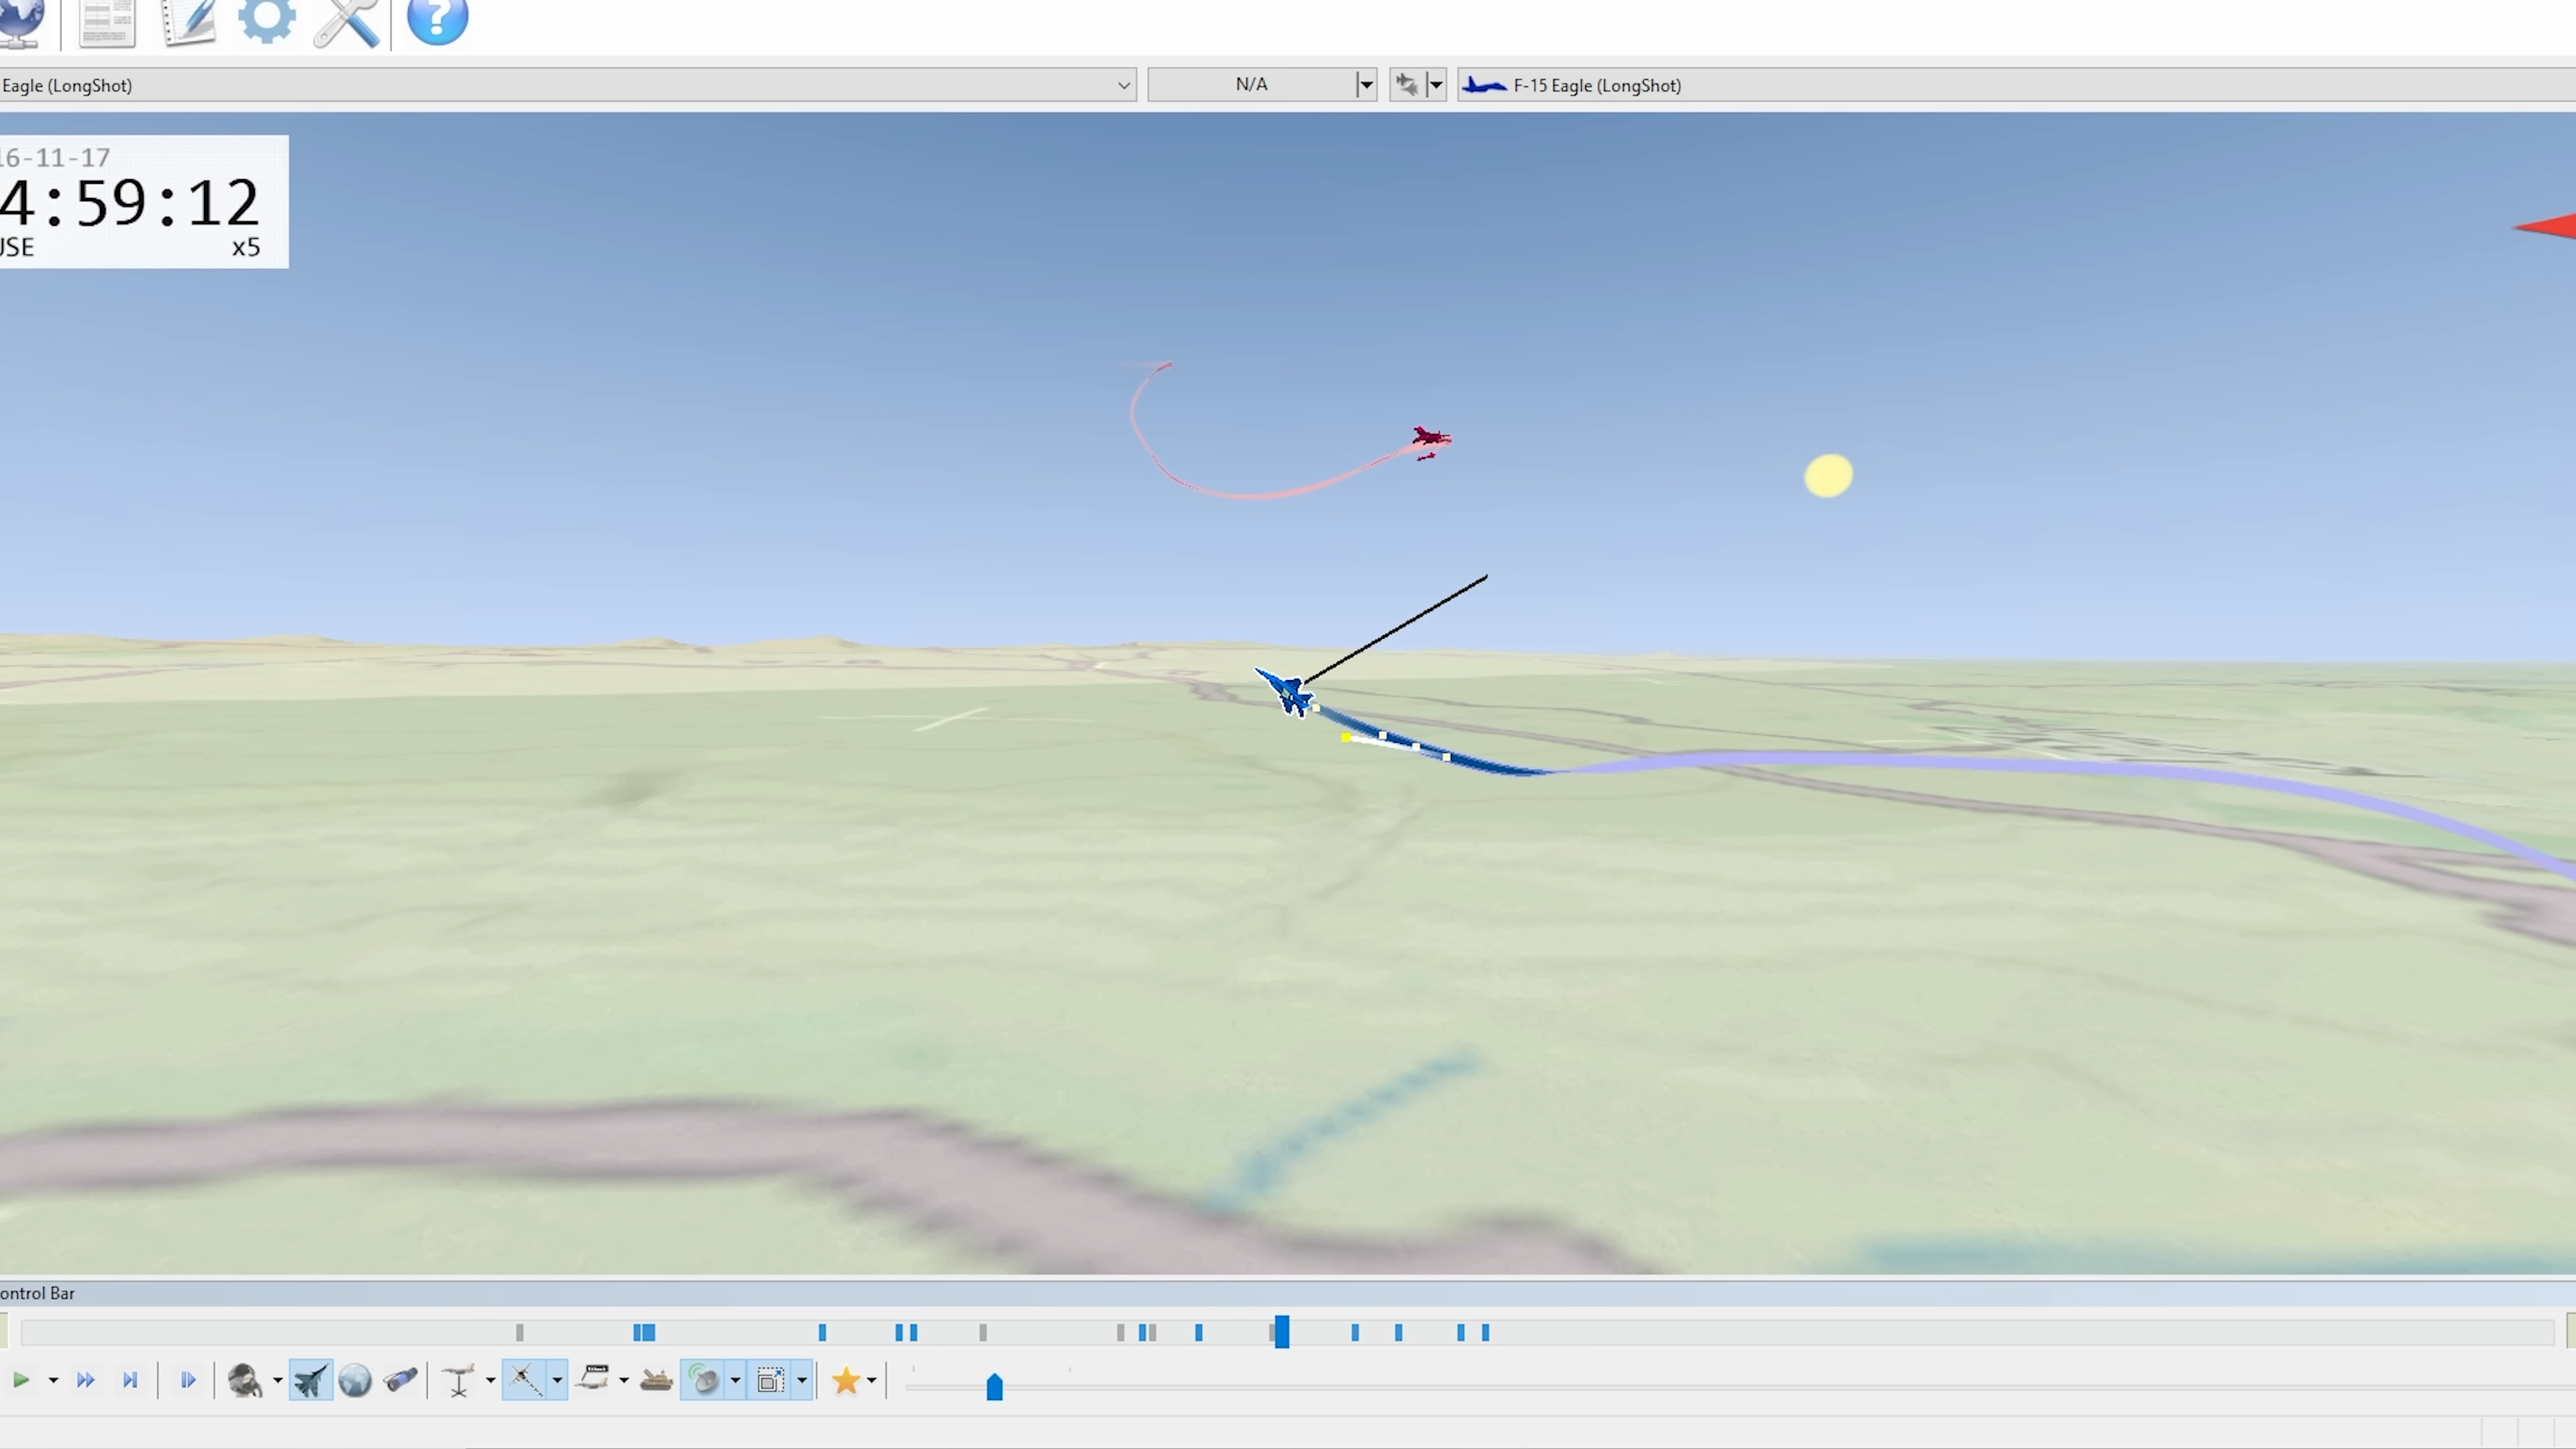 Eagle (LongShot)
N/A
F-15 Eagle (LongShot)
16-11-17
4:59:12
USE x5
ontrol Bar